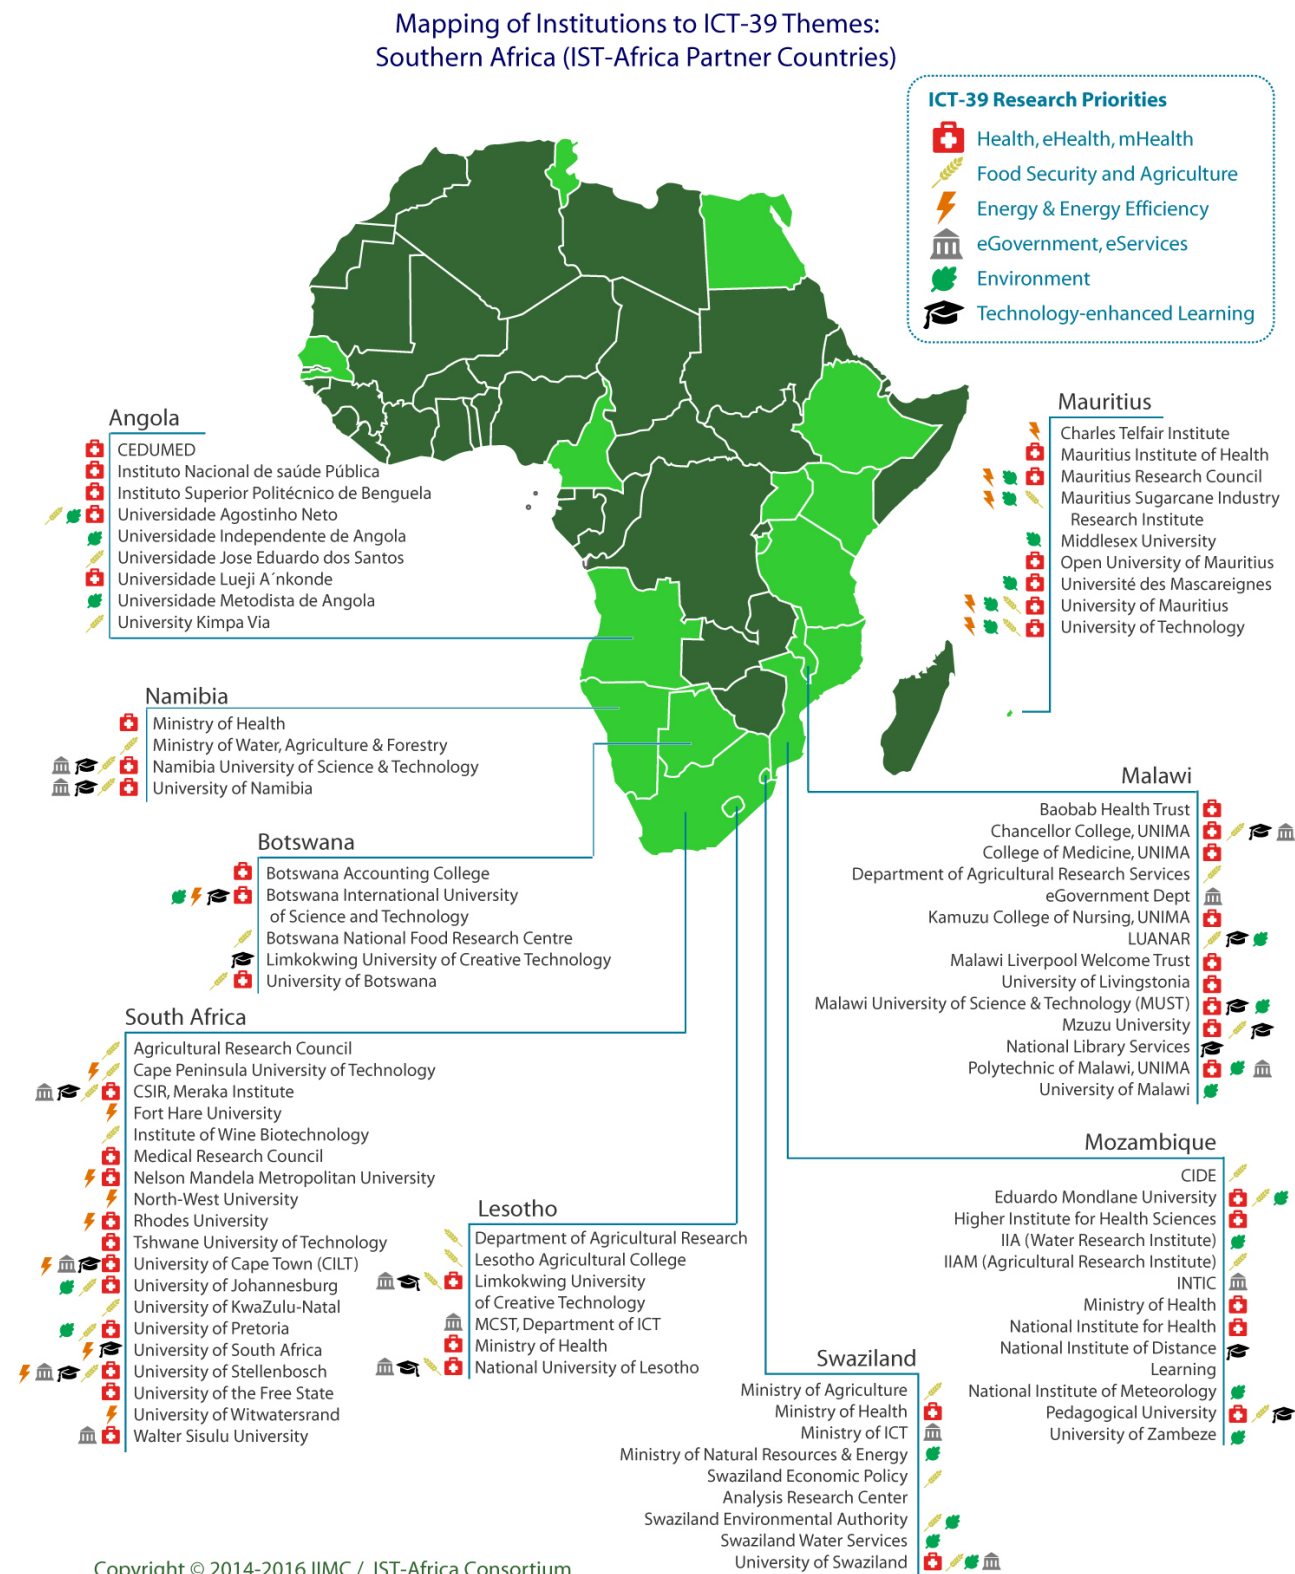 Mapping of Institutions to ICT-39 Themes:
Southern Africa (IST-Africa Partner Countries)
ICT-39 Research Priorities
Health, eHealth, mHealth
Food Security and Agriculture
Energy & Energy Efficiency
eGovernment, eServices
Environment
Technology-enhanced Learning
Angola
CEDUMED
Instituto Nacional de saúde Pública
Instituto Superior Politécnico de Benguela
Universidade Agostinho Neto
Universidade Independente de Angola
Universidade Jose Eduardo dos Santos
Universidade Lueji A´nkonde
Universidade Metodista de Angola
University Kimpa Via
Mauritius
Charles Telfair Institute
Mauritius Institute of Health
Mauritius Research Council
Mauritius Sugarcane Industry
Research Institute
Middlesex University
Open University of Mauritius
Université des Mascareignes
University of Mauritius
University of Technology
Namibia
Ministry of Health
Ministry of Water, Agriculture & Forestry
Namibia University of Science & Technology
University of Namibia
Botswana
Botswana Accounting College
Botswana International University
of Science and Technology
Botswana National Food Research Centre
Limkokwing University of Creative Technology
University of Botswana
Malawi
Baobab Health Trust
Chancellor College, UNIMA
College of Medicine, UNIMA
Department of Agricultural Research Services
eGovernment Dept
Kamuzu College of Nursing, UNIMA
LUANAR
Malawi Liverpool Welcome Trust
University of Livingstonia
Malawi University of Science & Technology (MUST)
Mzuzu University
National Library Services
Polytechnic of Malawi, UNIMA
University of Malawi
South Africa
Agricultural Research Council
Cape Peninsula University of Technology
CSIR, Meraka Institute
Fort Hare University
Institute of Wine Biotechnology
Medical Research Council
Nelson Mandela Metropolitan University
North-West University
Rhodes University
Tshwane University of Technology
University of Cape Town (CILT)
University of Johannesburg
University of KwaZulu-Natal
University of Pretoria
University of South Africa
University of Stellenbosch
University of the Free State
University of Witwatersrand
Walter Sisulu University
Lesotho
Department of Agricultural Research
Lesotho Agricultural College
Limkokwing University
of Creative Technology
MCST, Department of ICT
Ministry of Health
National University of Lesotho
Mozambique
CIDE
Eduardo Mondlane University
Higher Institute for Health Sciences
IIA (Water Research Institute)
IIAM (Agricultural Research Institute)
INTIC
Ministry of Health
National Institute for Health
National Institute of Distance
Learning
National Institute of Meteorology
Pedagogical University
University of Zambeze
Swaziland
Ministry of Agriculture
Ministry of Health
Ministry of ICT
Ministry of Natural Resources & Energy
Swaziland Economic Policy
Analysis Research Center
Swaziland Environmental Authority
Swaziland Water Services
University of Swaziland
Copyright © 2014-2016 IIMC / IST-Africa Consortium